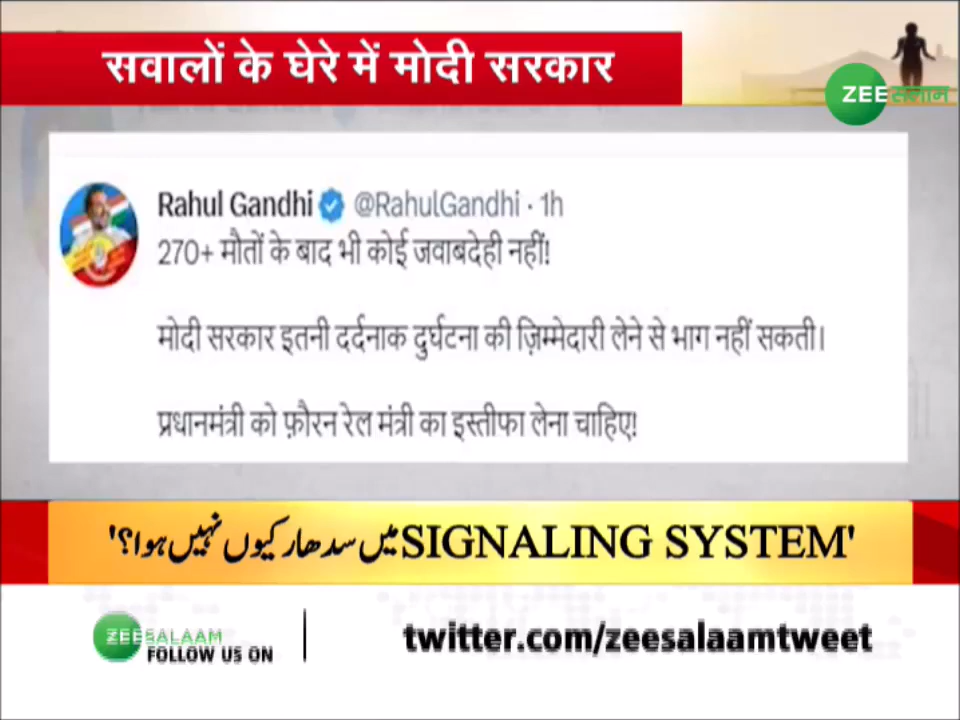 सवालों के घेरे में मोदी सरकार
ZEE सलाम
Rahul Gandhi @RahulGandhi · 1h
270+ मौतों के बाद भी कोई जवाबदेही नहीं!
मोदी सरकार इतनी दर्दनाक दुर्घटना की ज़िम्मेदारी लेने से भाग नहीं सकती।
प्रधानमंत्री को फ़ौरन रेल मंत्री का इस्तीफा लेना चाहिए!
'SIGNALING SYSTEM میں سدھار کیوں نہیں ہوا؟'
ZEE SALAAM
FOLLOW US ON
twitter.com/zeesalaamtweet